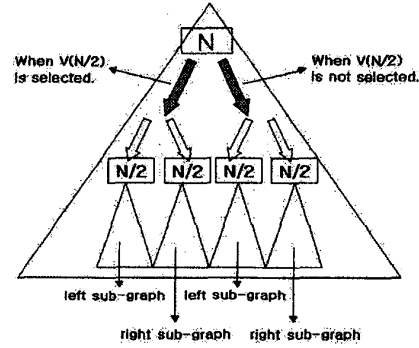 N
When V(N/2)
is selected.
When V(N/2)
is not selected.
N/2
N/2
N/2
N/2
left sub-graph
left sub-graph
right sub-graph
right sub-graph